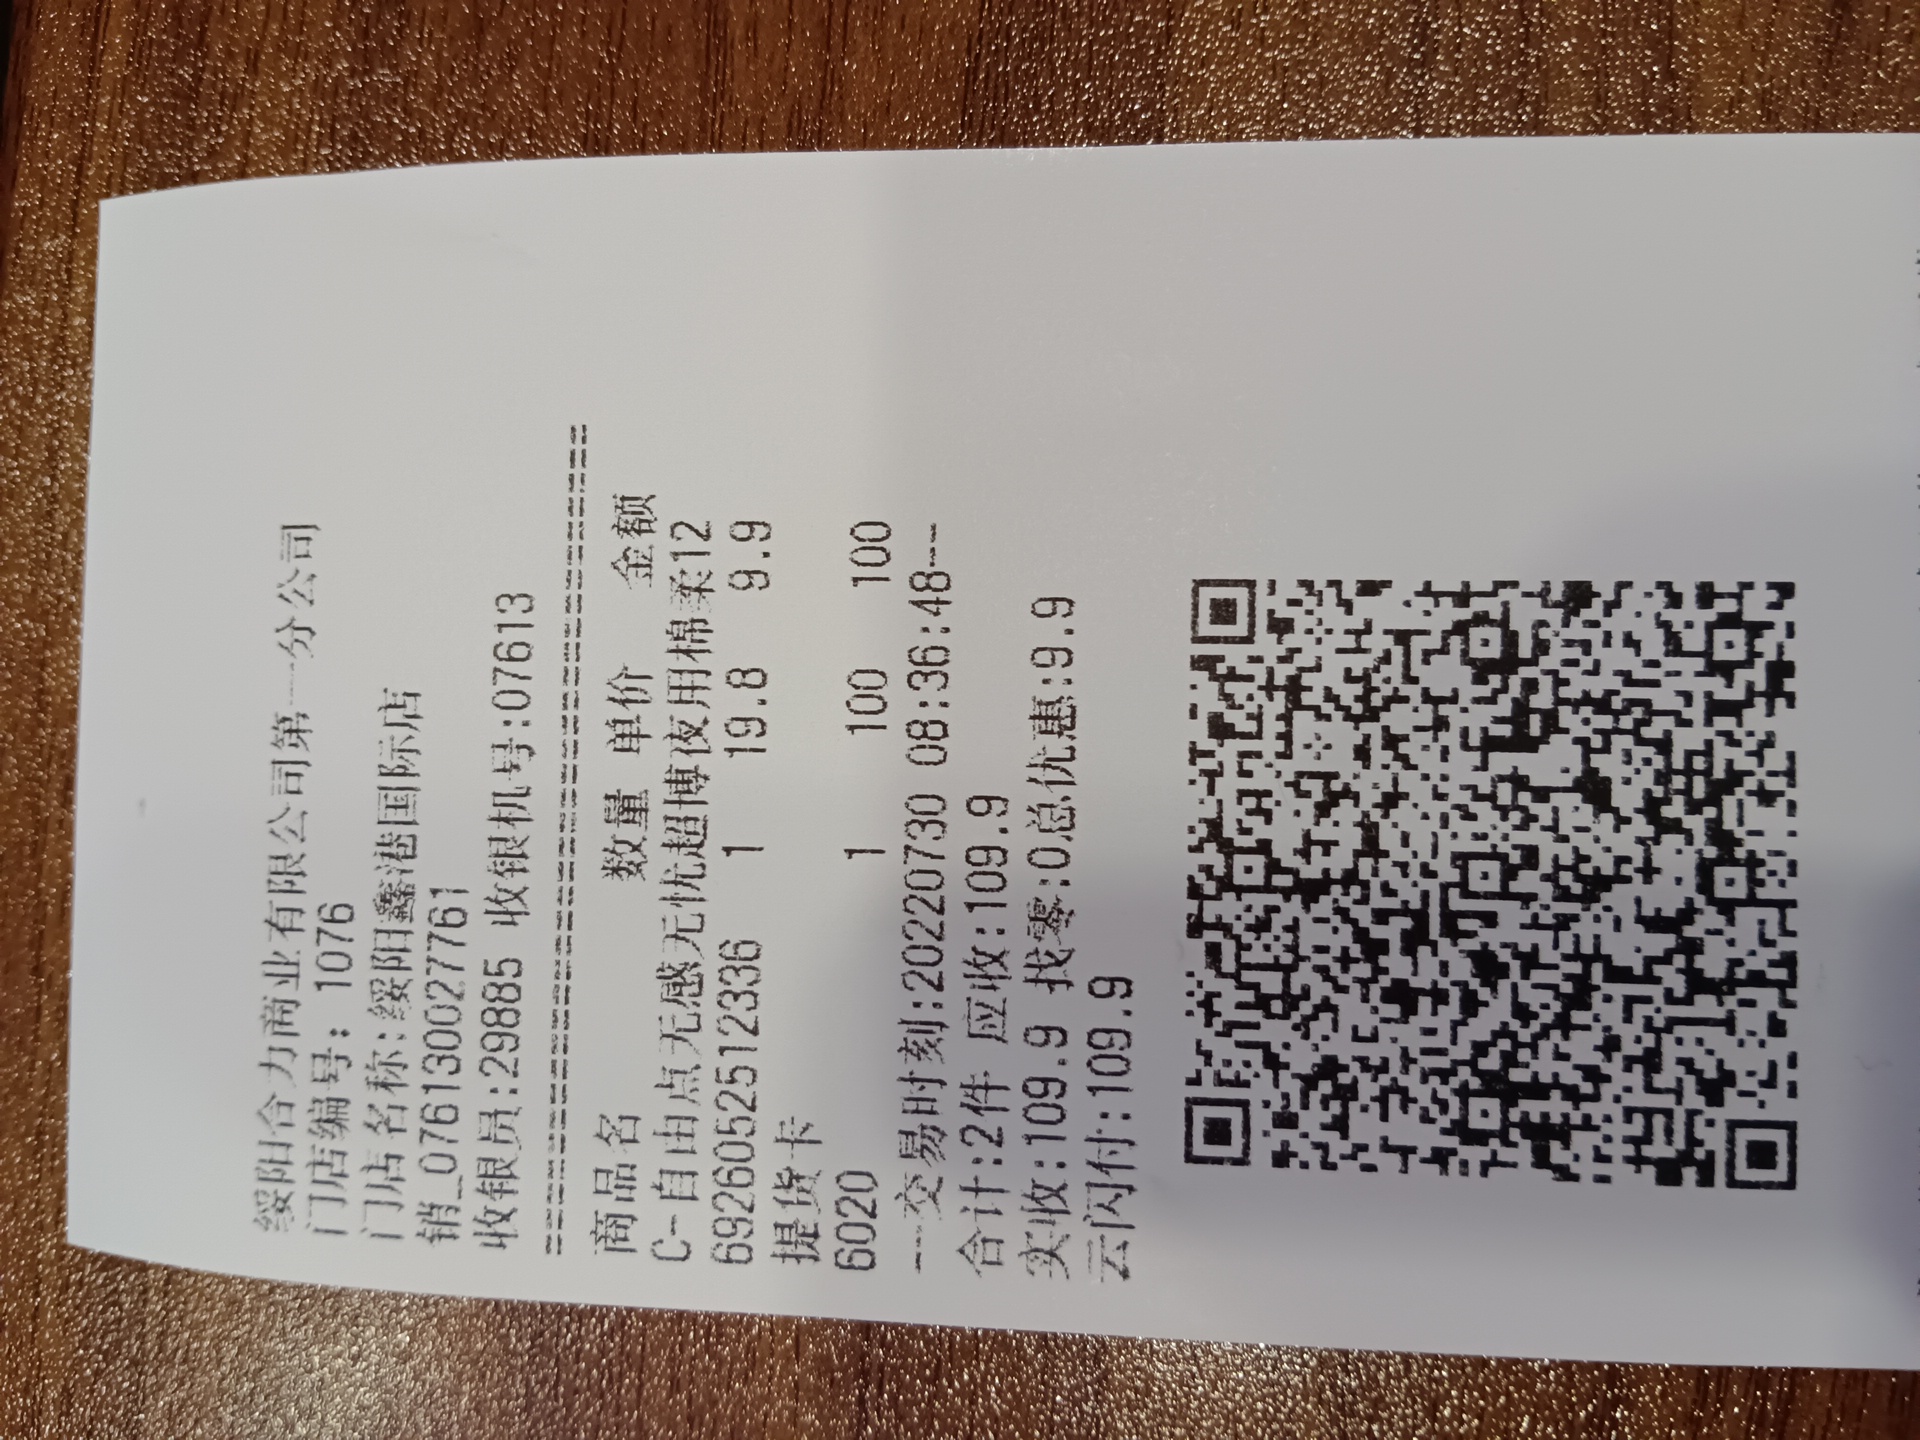 绥阳合力商业有限公司第一分公司
门店编号: 1076
门店名称:绥阳鑫港国际店
销_0761300027761
收银员:29885 收银机号:07613
商品名 数量 单价 金额
C-自由点无感无忧超博夜用棉柔12
6926052512336 1 19.8 9.9
提货卡
6020 1 100 100
---交易时刻:20220730 08:36:48---
合计:2件 应收:109.9
实收:109.9 找零:0总优惠:9.9
云闪付:109.9